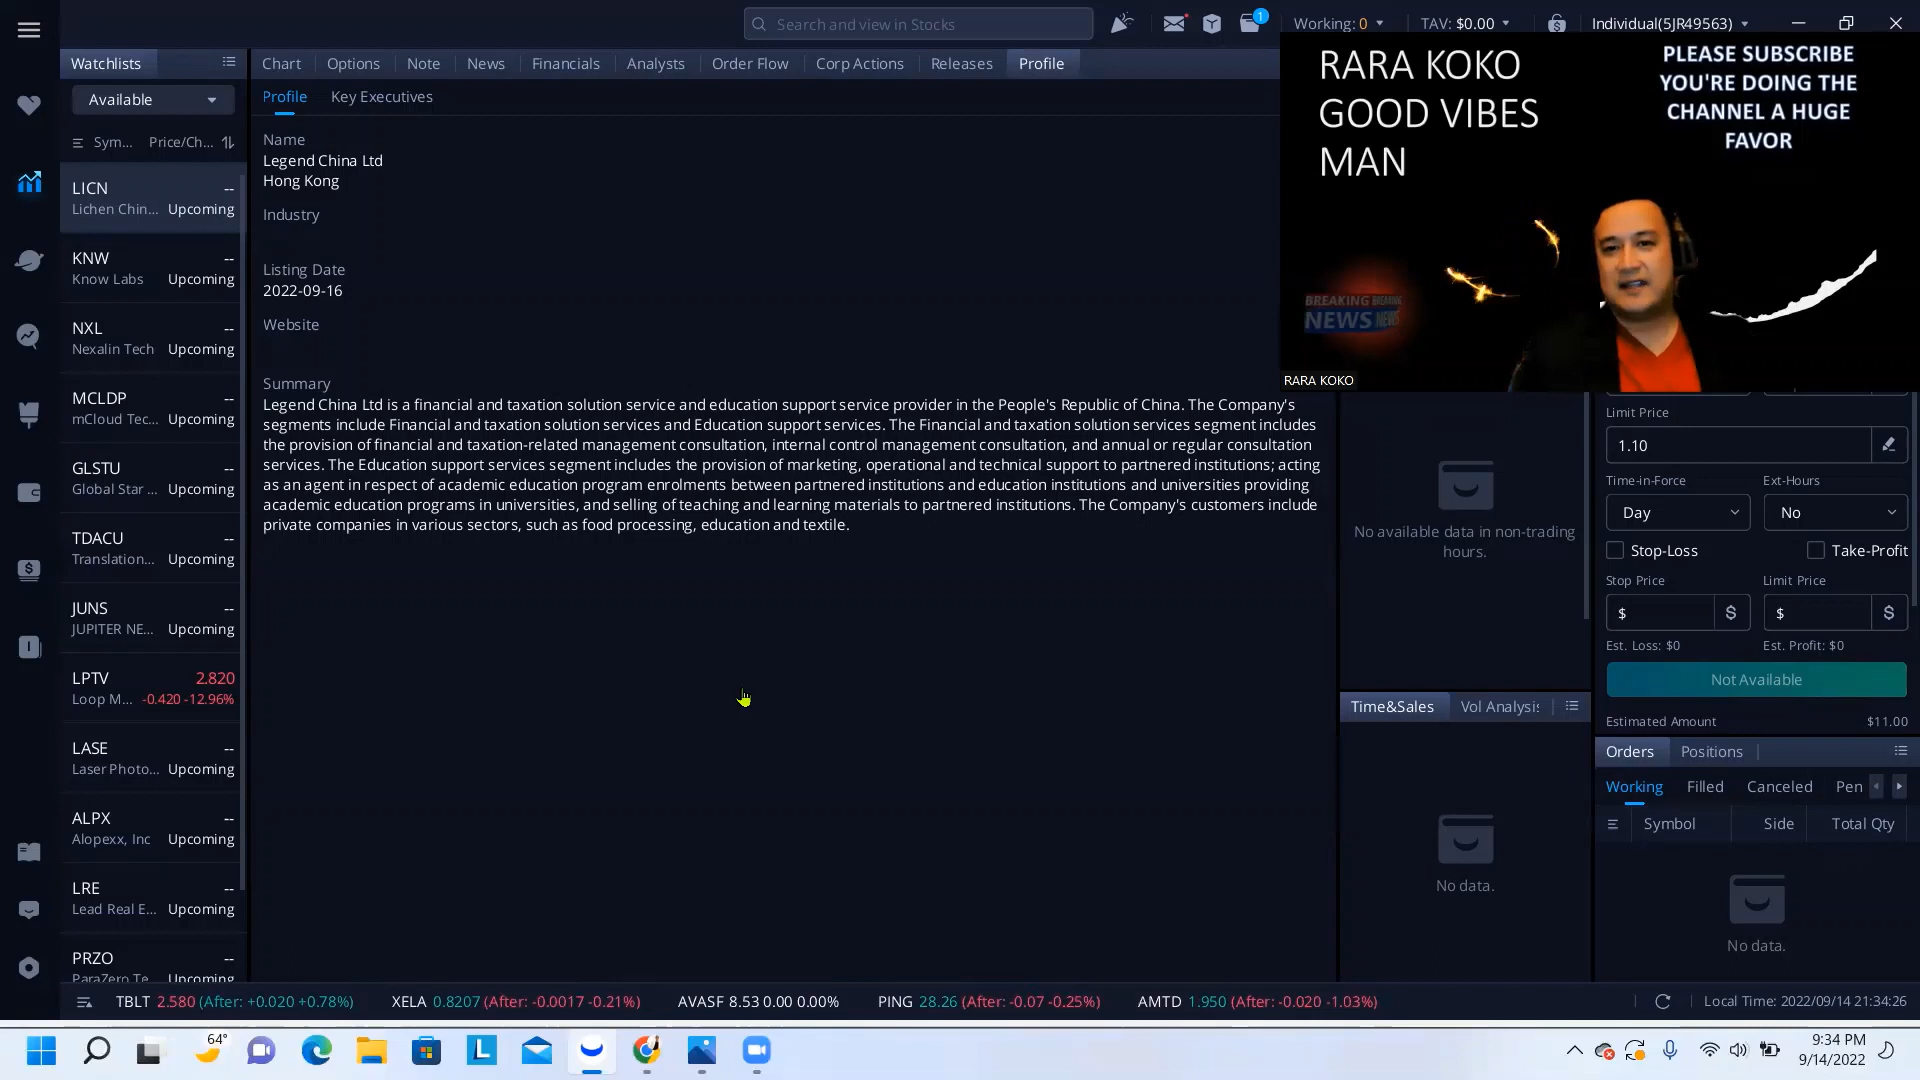 Search and view in Stocks
1
Working: 0
TAV: $0.00
Individual(5JR49563)
Watchlists
Chart
Options
Note
News
Financials
Analysts
Order Flow
Corp Actions
Releases
Profile
Available
Sym...
Price/Ch...
LICN --
Lichen Chin... Upcoming
KNW --
Know Labs Upcoming
NXL --
Nexalin Tech Upcoming
MCLDP --
mCloud Tec... Upcoming
GLSTU --
Global Star ... Upcoming
TDACU --
Translation... Upcoming
JUNS --
JUPITER NE... Upcoming
LPTV 2.820
Loop M... -0.420 -12.96%
LASE --
Laser Photo... Upcoming
ALPX --
Alopexx, Inc Upcoming
LRE --
Lead Real E... Upcoming
PRZO --
ParaZero Te... Upcoming
Profile
Key Executives
Name
Legend China Ltd
Hong Kong
Industry
Listing Date
2022-09-16
Website
Summary
Legend China Ltd is a financial and taxation solution service and education support service provider in the People's Republic of China. The Company's
segments include Financial and taxation solution services and Education support services. The Financial and taxation solution services segment includes
the provision of financial and taxation-related management consultation, internal control management consultation, and annual or regular consultation
services. The Education support services segment includes the provision of marketing, operational and technical support to partnered institutions; acting
as an agent in respect of academic education program enrolments between partnered institutions and education institutions and universities providing
academic education programs in universities, and selling of teaching and learning materials to partnered institutions. The Company's customers include
private companies in various sectors, such as food processing, education and textile.
RARA KOKO
GOOD VIBES
MAN
PLEASE SUBSCRIBE
YOU'RE DOING THE
CHANNEL A HUGE
FAVOR
BREAKING BREAKING
NEWS NEWS
RARA KOKO
No available data in non-trading
hours.
Time&Sales
Vol Analysis
No data.
Limit Price
1.10
Time-in-Force
Ext-Hours
Day
No
Stop-Loss
Take-Profit
Stop Price
Limit Price
$ $
$ $
Est. Loss: $0
Est. Profit: $0
Not Available
Estimated Amount $11.00
Orders
Positions
Working
Filled
Canceled
Pen
Symbol
Side
Total Qty
No data.
TBLT 2.580 (After: +0.020 +0.78%)
XELA 0.8207 (After: -0.0017 -0.21%)
AVASF 8.53 0.00 0.00%
PING 28.26 (After: -0.07 -0.25%)
AMTD 1.950 (After: -0.020 -1.03%)
Local Time: 2022/09/14 21:34:26
64°
L
9:34 PM
9/14/2022